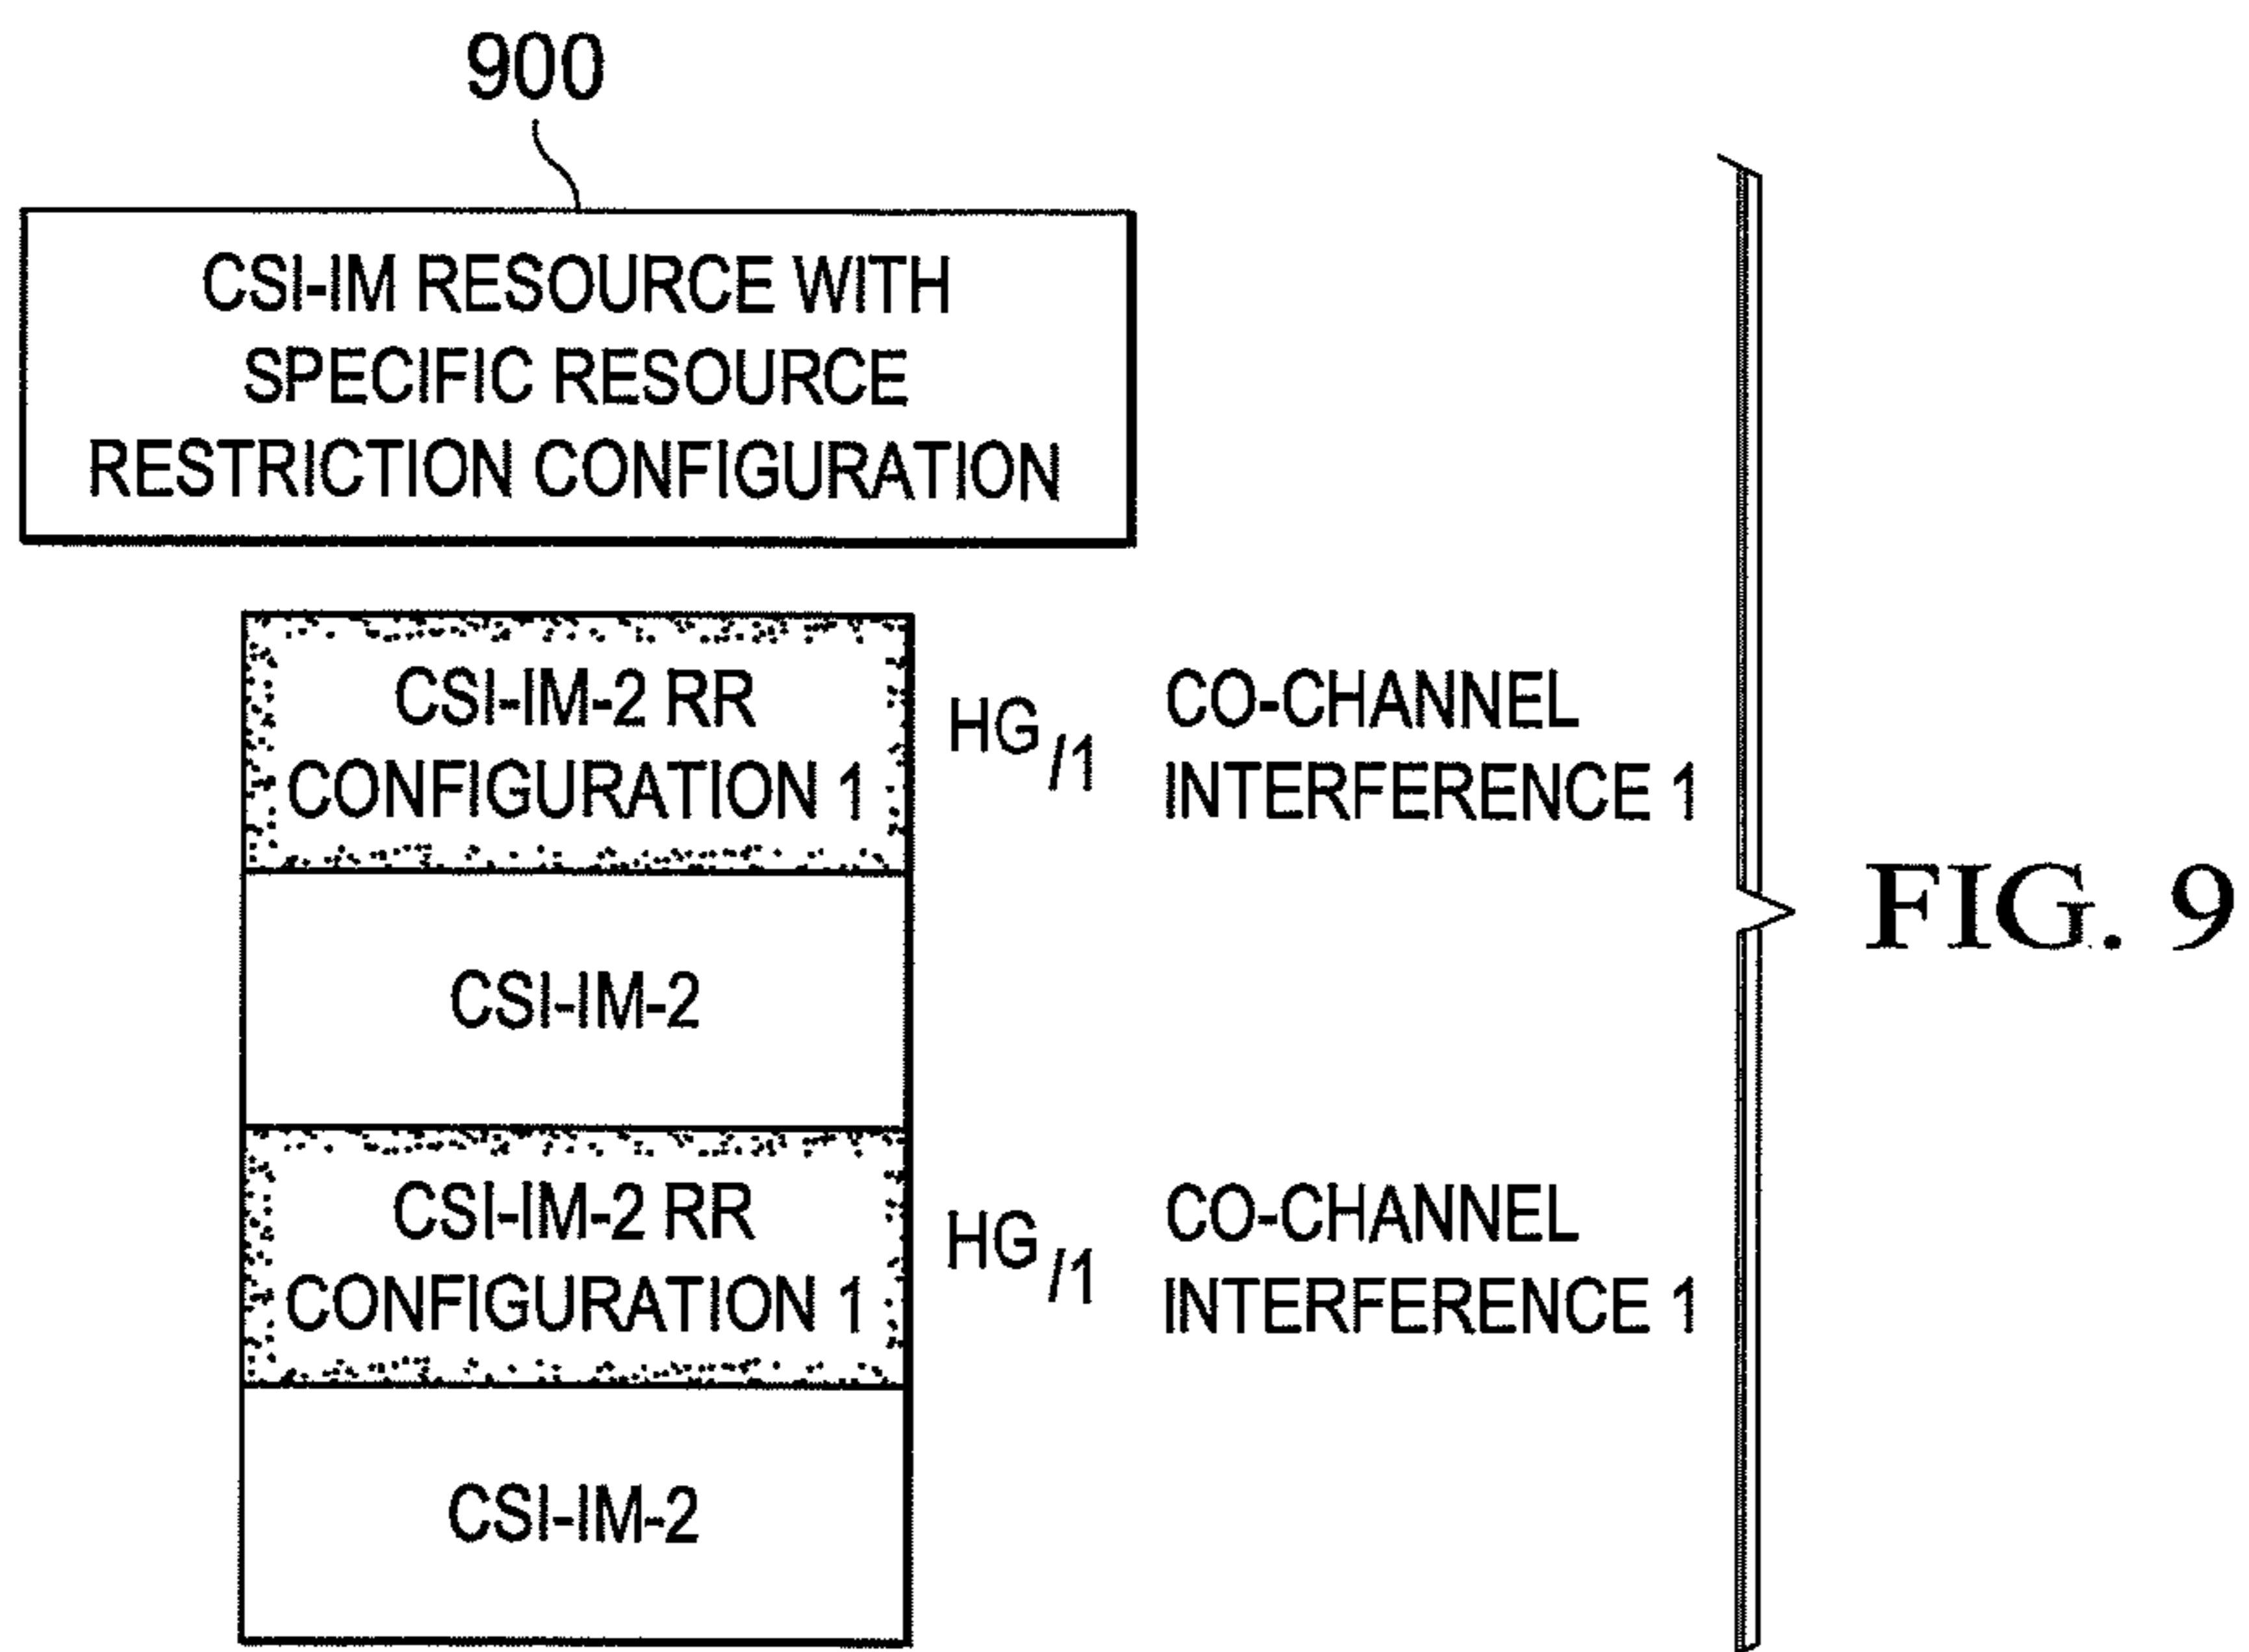 900
CSI-IM RESOURCE WITH
SPECIFIC RESOURCE
RESTRICTION CONFIGURATION
CSI-IM-2 RR
CONFIGURATION 1
HG/1
CO-CHANNEL
INTERFERENCE 1
CSI-IM-2
CSI-IM-2 RR
CONFIGURATION 1
HG/1
CO-CHANNEL
INTERFERENCE 1
CSI-IM-2
FIG. 9